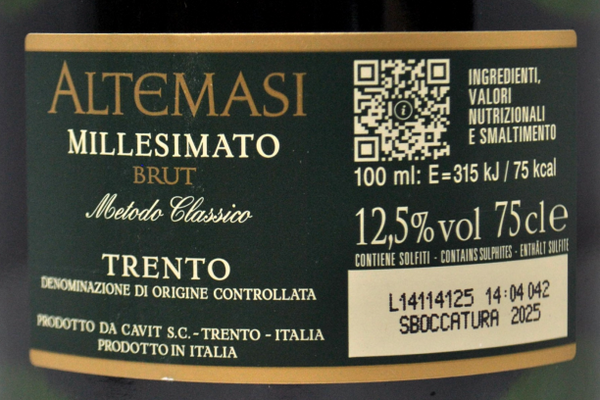 ALTEMASI
MILLESIMATO
BRUT
Metodo Classico
TRENTO
DENOMINAZIONE DI ORIGINE CONTROLLATA
PRODOTTO DA CAVIT S.C. - TRENTO - ITALIA
PRODOTTO IN ITALIA
INGREDIENTI,
VALORI
NUTRIZIONALI
E SMALTIMENTO
100 ml: E=315 kJ / 75 kcal
12,5% vol 75 cl e
CONTIENE SOLFITI - CONTAINS SULPHITES - ENTHÄLT SULFITE
L14114125 14:04 042
SBOCCATURA 2025